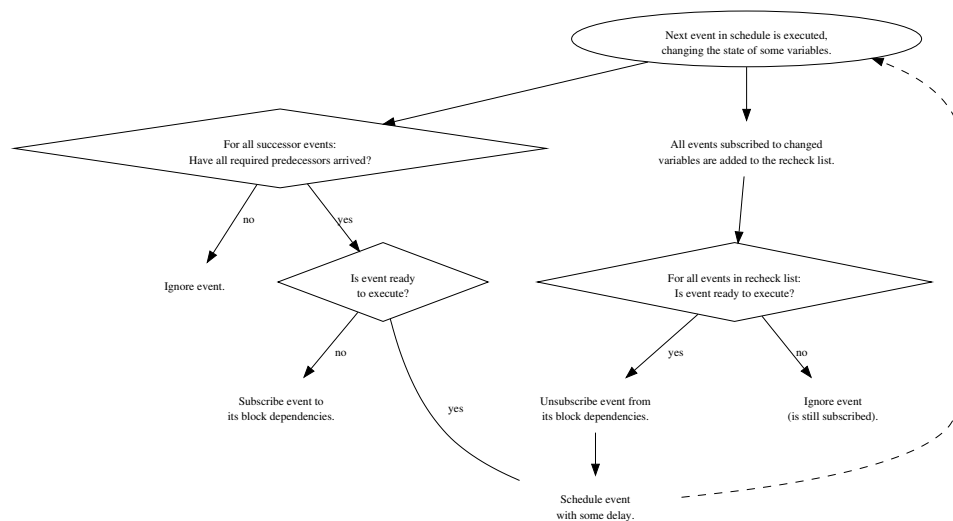 Next event in schedule is executed,
changing the state of some variables.
For all successor events:
Have all required predecessors arrived?
All events subscribed to changed
variables are added to the recheck list.
no
yes
Ignore event.
Is event ready
to execute?
For all events in recheck list:
Is event ready to execute?
no
yes
no
Subscribe event to
its block dependencies.
yes
Unsubscribe event from
its block dependencies.
Ignore event
(is still subscribed).
Schedule event
with some delay.